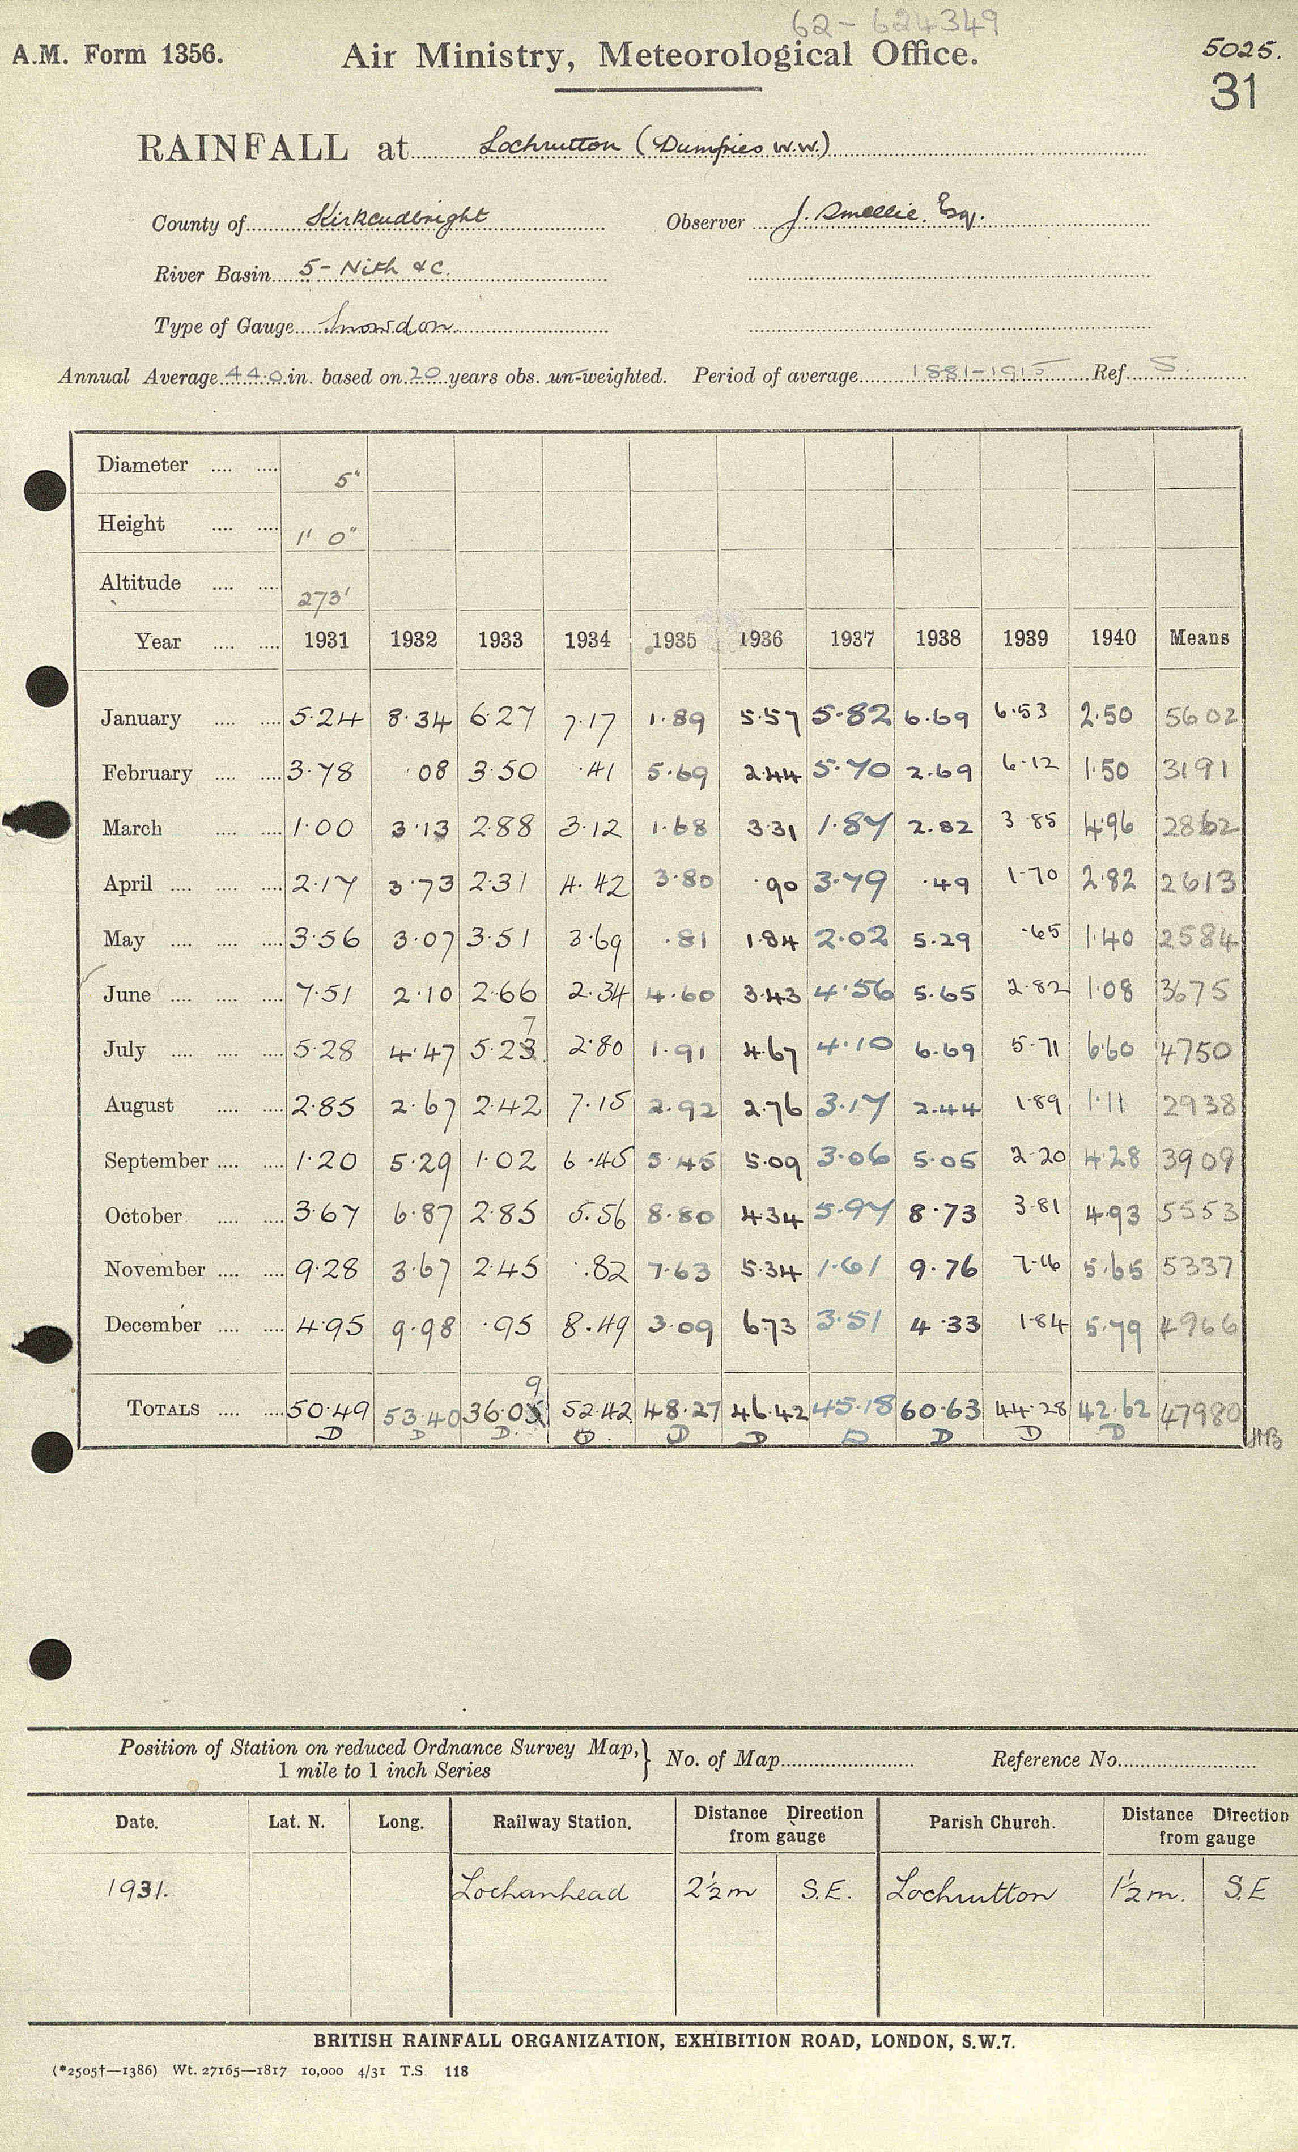 62-624349
A.M. Form 1356. Air Ministry, Meteorological Office. 5025.
31
RAINFALL at Lochrutton (Dumfries W.W.)
County of Kirkcudbright Observer J. Smellie. Esq.
River Basin 5 - Nith &c.
Type of Gauge Snowdon
Annual Average 44.0 in. based on 20 years obs. un-weighted. Period of average 1881-1915 Ref. S.
Diameter 5"
Height 1' 0"
Altitude 273'
Year 1931 1932 1933 1934 1935 1936 1937 1938 1939 1940 Means
January 5.24 8.34 6.27 7.17 1.89 5.57 5.82 6.69 6.53 2.50 5602
February 3.78 .08 3.50 .41 5.69 2.44 5.70 2.69 6.12 1.50 3191
March 1.00 3.13 2.88 3.12 1.68 3.31 1.87 2.82 3.85 4.96 2862
April 2.17 3.73 2.31 4.42 3.80 .90 3.79 .49 1.70 2.82 2613
May 3.56 3.07 3.51 3.69 .81 1.84 2.02 5.29 .65 1.40 2584
June 7.51 2.10 2.66 2.34 4.60 3.43 4.56 5.65 2.82 1.08 3675
7
July 5.28 4.47 5.23 2.80 1.91 4.67 4.10 6.69 5.71 6.60 4750
August 2.85 2.67 2.42 7.15 2.92 2.76 3.17 2.44 1.89 1.11 2938
September 1.20 5.29 1.02 6.45 5.45 5.09 3.06 5.05 2.20 4.28 3909
October 3.67 6.87 2.85 5.56 8.80 4.34 5.97 8.73 3.81 4.93 5553
November 9.28 3.67 2.45 .82 7.63 5.34 1.61 9.76 7.16 5.65 5337
December 4.95 9.98 .95 8.49 3.09 6.73 3.51 4.33 1.84 5.79 4966
9
TOTALS 50.49 53.40 36.05 52.42 48.27 46.42 45.18 60.63 44.28 42.62 47980
D D D D D D D D D D JMB
Position of Station on reduced Ordnance Survey Map, } No. of Map Reference No.
1 mile to 1 inch Series
Date. Lat. N. Long. Railway Station. Distance Direction from gauge Parish Church. Distance Direction from gauge
1931. Lochanhead 2½m S.E. Lochrutton 1½m. S.E
BRITISH RAINFALL ORGANIZATION, EXHIBITION ROAD, LONDON, S.W.7.
(*2505†—1386) Wt. 27165—1817 10,000 4/31 T.S 118